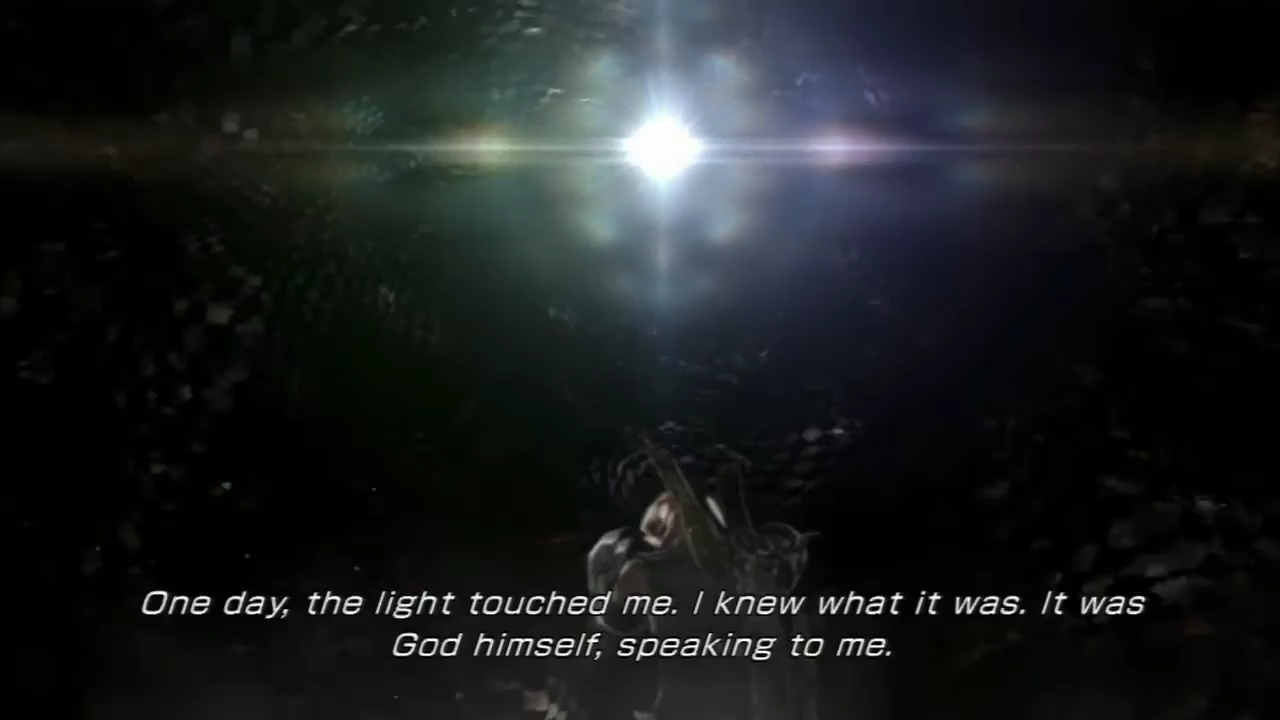 One day, the light touched me. I knew what it was. It was
God himself, speaking to me.